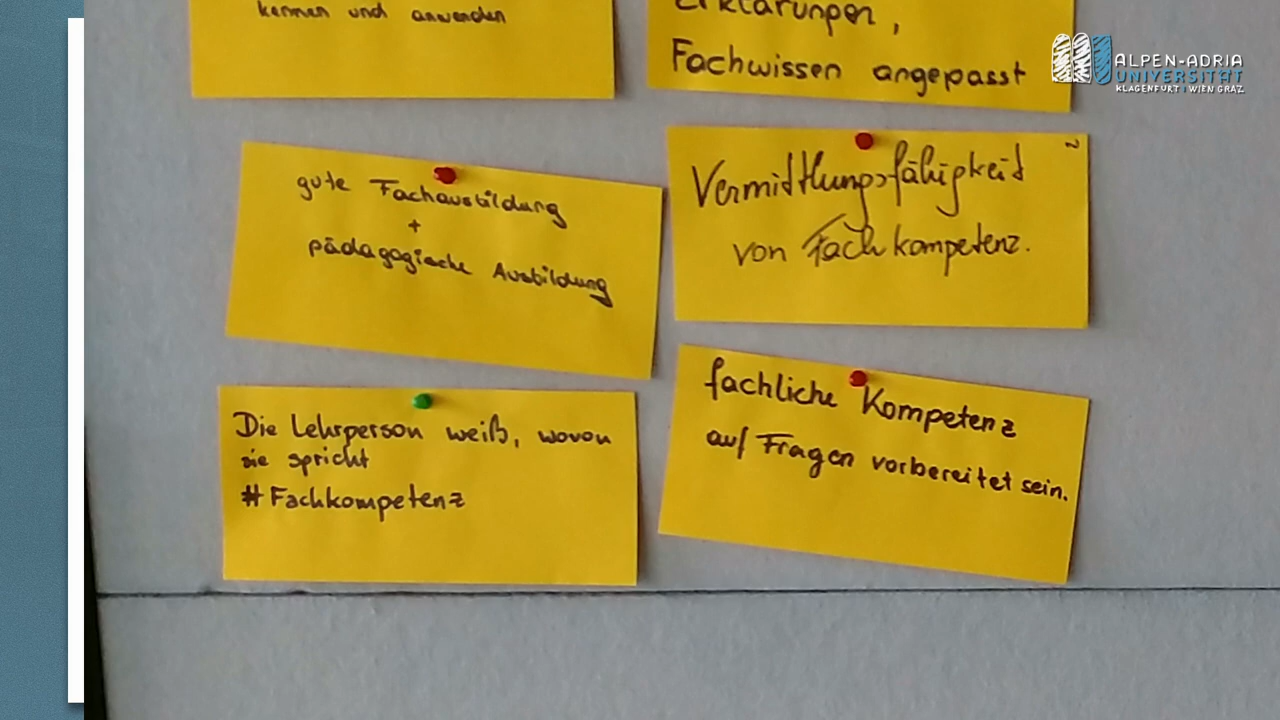 kennen und anwenden
Erklärungen,
Fachwissen angepasst
ALPEN-ADRIA
UNIVERSITÄT
KLAGENFURT I WIEN GRAZ
gute Fachausbildung
+
pädagogische Ausbildung
Vermittlungsfähigkeit
von Fachkompetenz.
Die Lehrperson weiß, wovon
sie spricht
#Fachkompetenz
fachliche Kompetenz
auf Fragen vorbereitet sein.